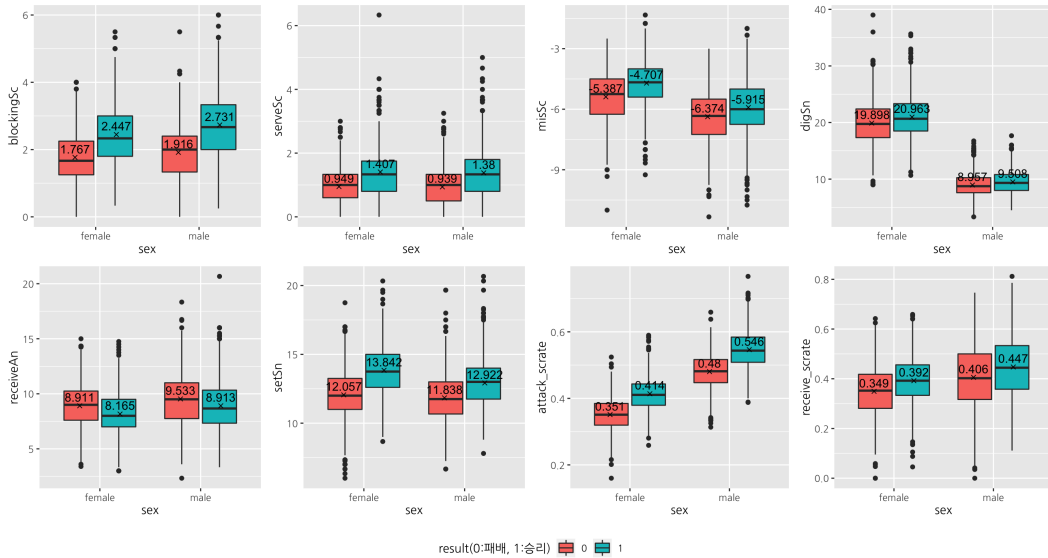 blockingSc
6
4
2
0
1.767
2.447
1.916
2.731
female
male
sex
serveSc
6
4
2
0
0.949
1.407
0.939
1.38
female
male
sex
misSc
-3
-6
-9
-5.387
-4.707
-6.374
-5.915
female
male
sex
digSn
40
30
20
10
19.898
20.963
8.957
9.508
female
male
sex
receiveAn
20
15
10
5
8.911
8.165
9.533
8.913
female
male
sex
setSn
20
15
10
12.057
13.842
11.838
12.922
female
male
sex
attack_scrate
0.6
0.4
0.2
0.351
0.414
0.48
0.546
female
male
sex
receive_scrate
0.8
0.6
0.4
0.2
0.0
0.349
0.392
0.406
0.447
female
male
sex
result(0:패배, 1:승리) 0 1